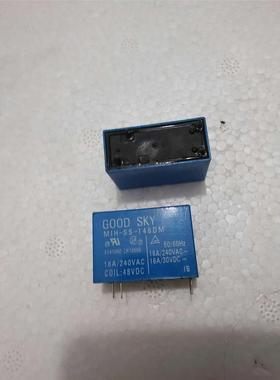 GOOD SKY
MIH-SS-148DM
50/60Hz
16A/240VAC
16A/30VDC
16A/240VAC
COIL:48VDC